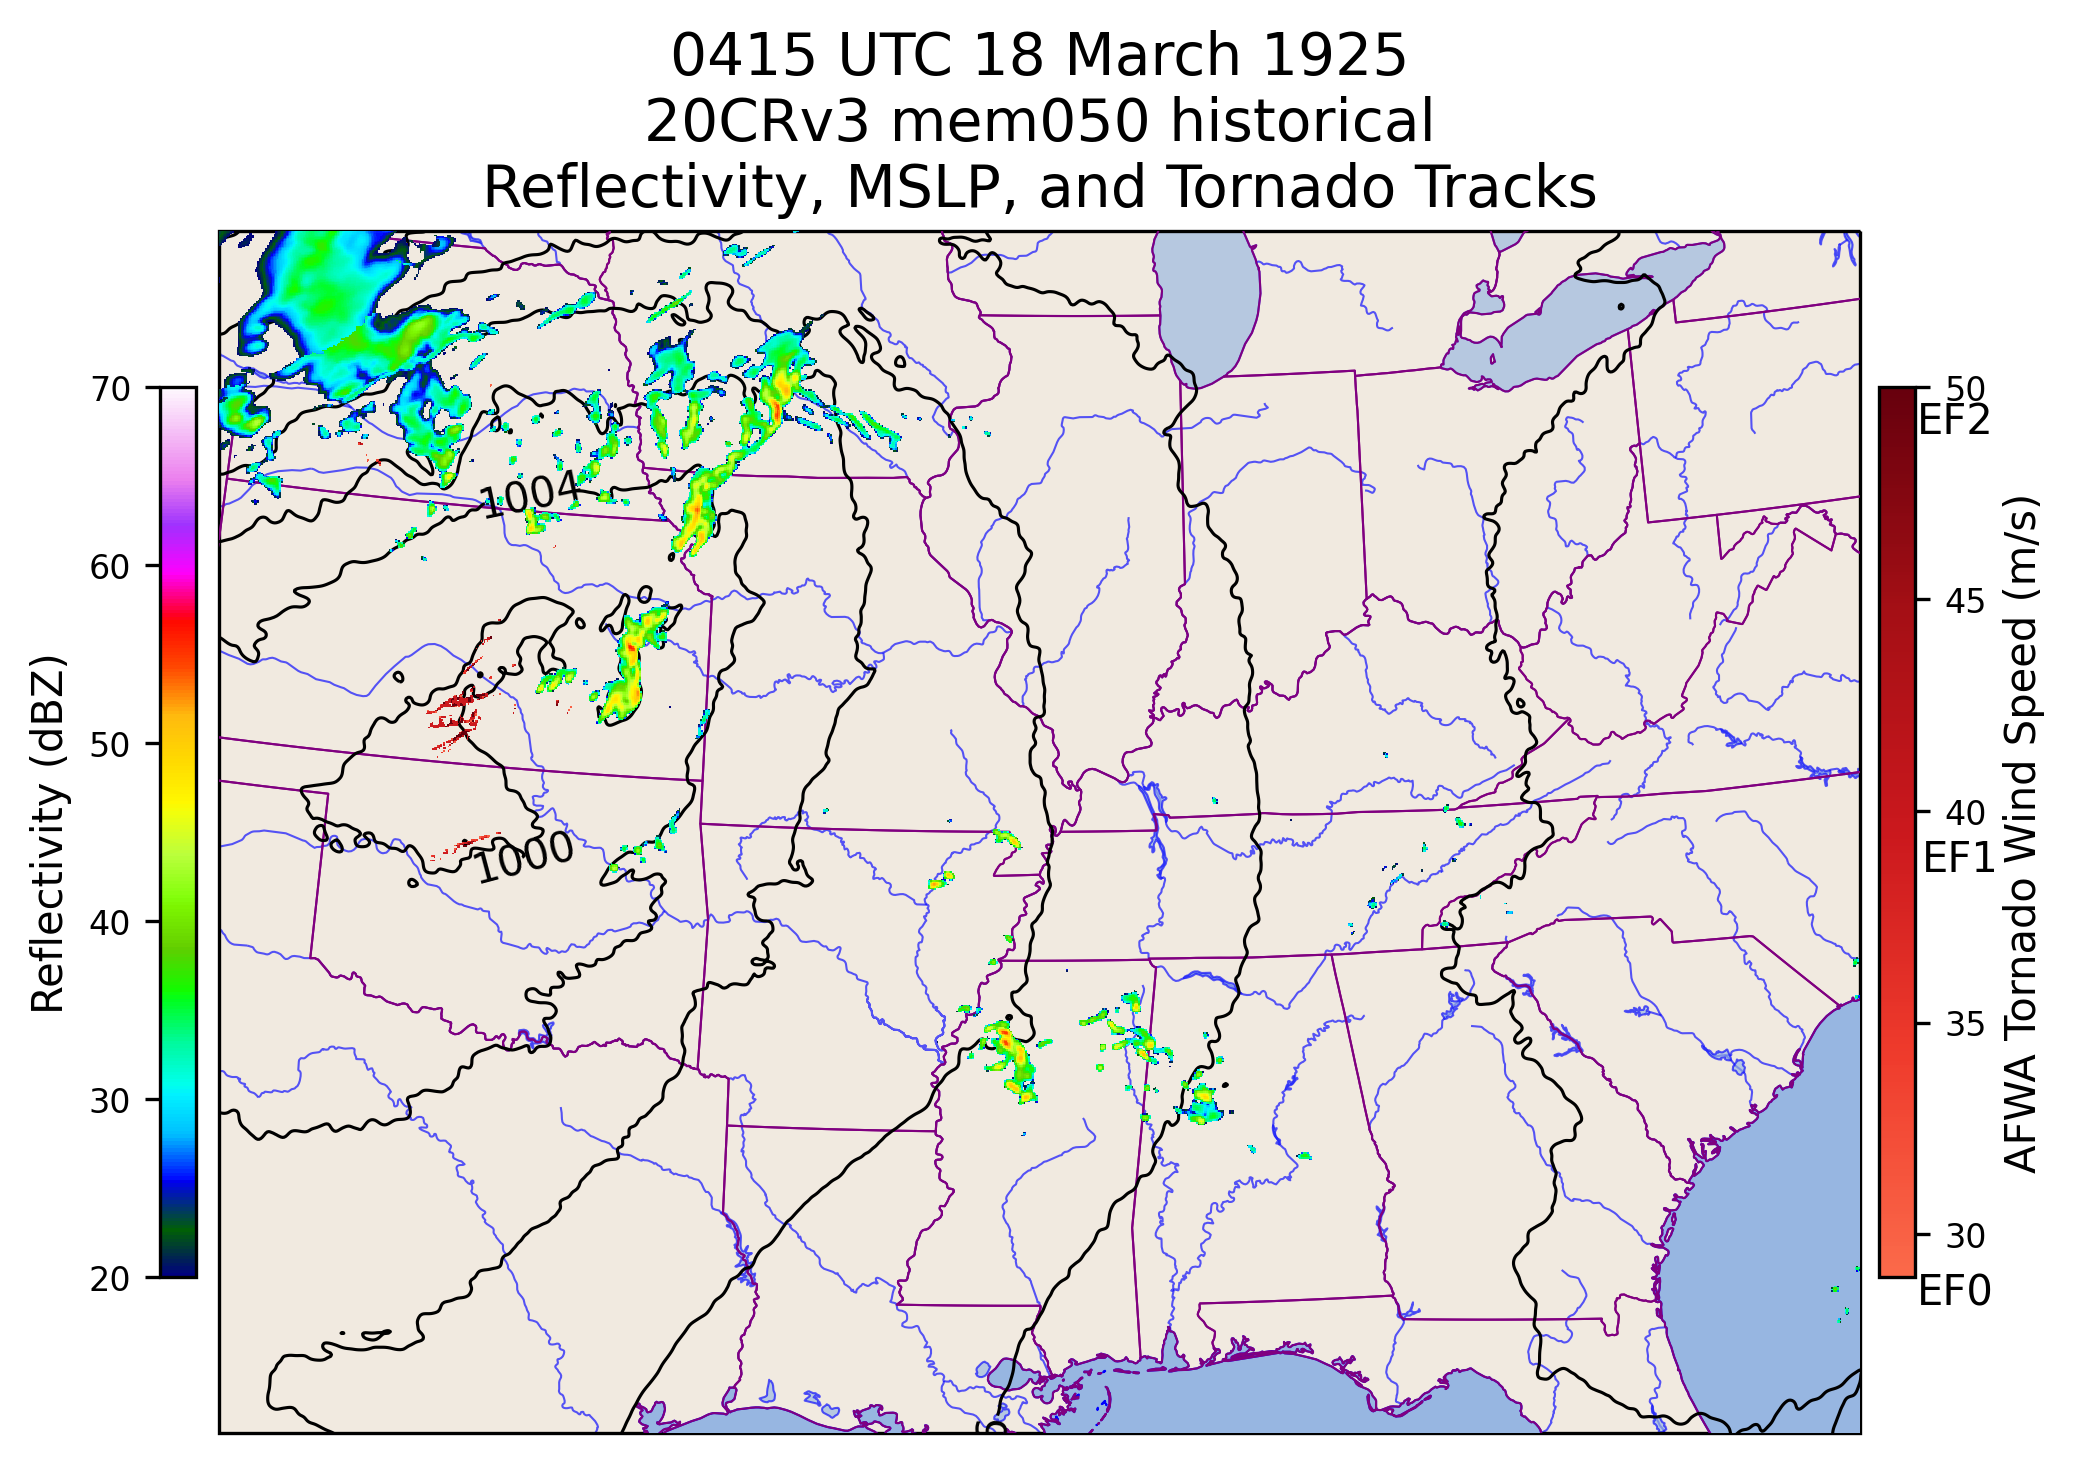 0415 UTC 18 March 1925
20CRv3 mem050 historical
Reflectivity, MSLP, and Tornado Tracks
Reflectivity (dBZ)
70
60
50
40
30
20
1004
1000
50
EF2
45
40
EF1
35
30
EF0
AFWA Tornado Wind Speed (m/s)